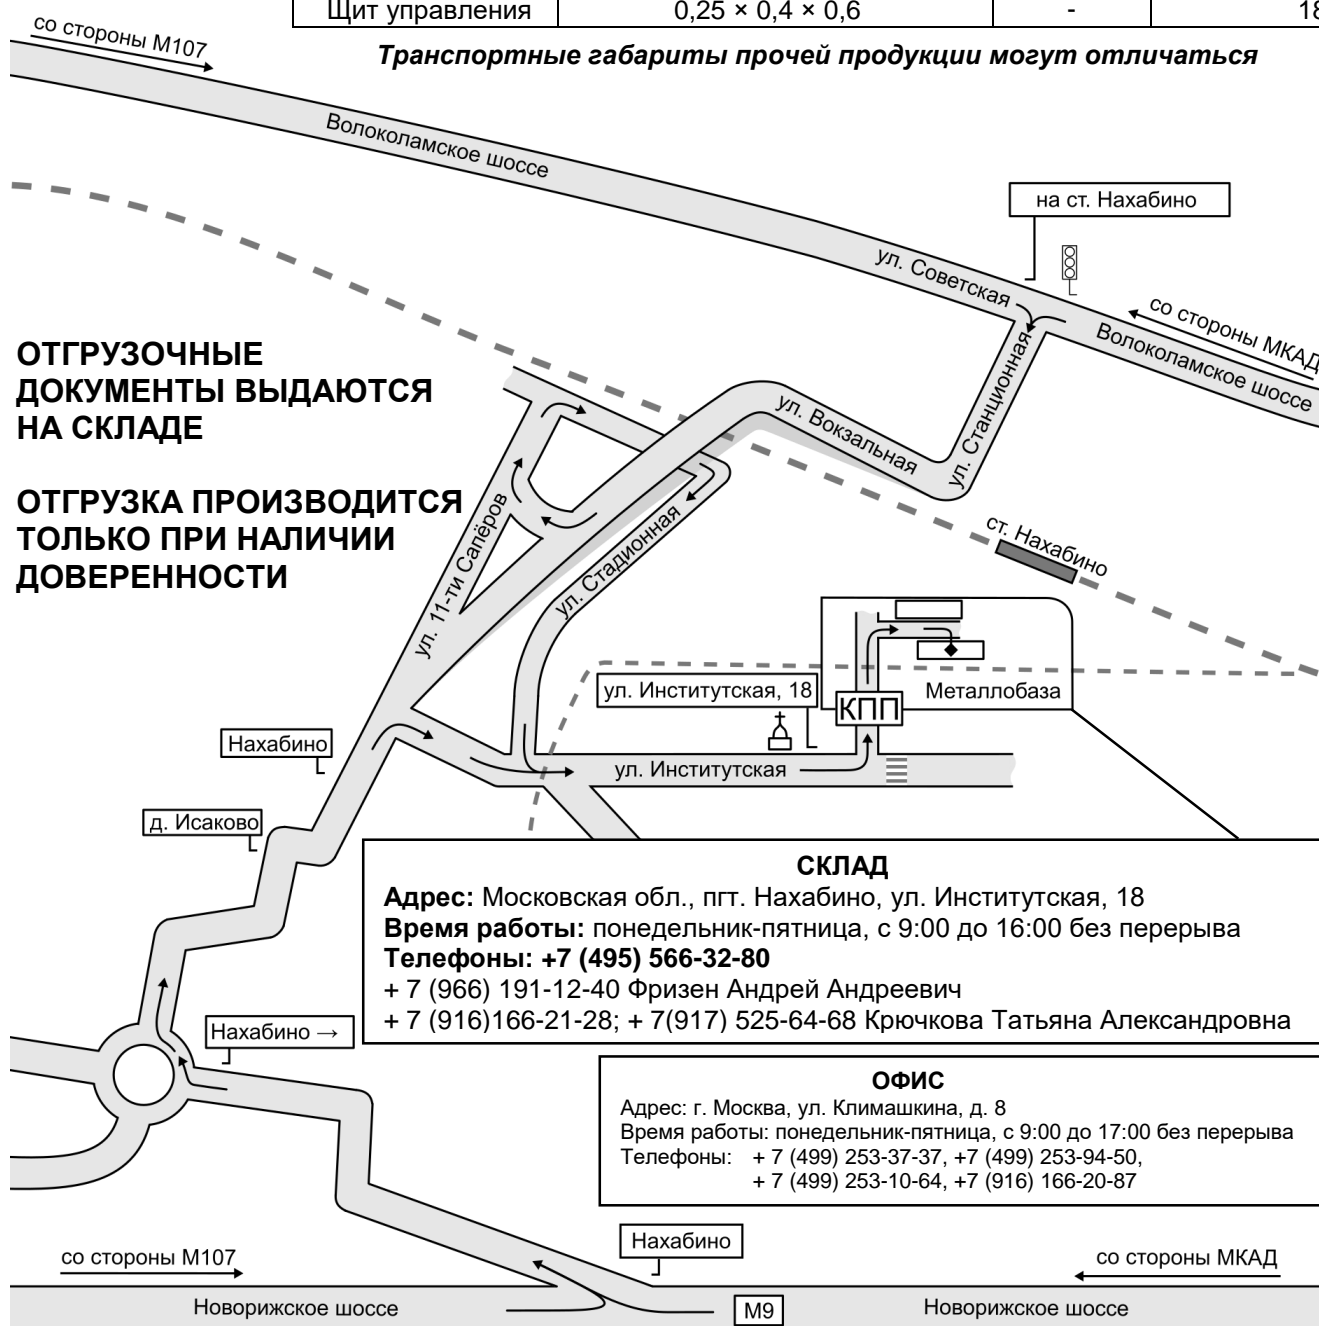 Щит управления 0,25 × 0,4 × 0,6 - 18
Транспортные габариты прочей продукции могут отличаться
со стороны М107
Волоколамское шоссе
на ст. Нахабино
ул. Советская
со стороны МКАД
Волоколамское шоссе
ул. Станционная
ул. Вокзальная
ОТГРУЗОЧНЫЕ
ДОКУМЕНТЫ ВЫДАЮТСЯ
НА СКЛАДЕ
ОТГРУЗКА ПРОИЗВОДИТСЯ
ТОЛЬКО ПРИ НАЛИЧИИ
ДОВЕРЕННОСТИ
ул. 11-ти Сапёров
ул. Стадионная
ст. Нахабино
ул. Институтская, 18
КПП
Металлобаза
Нахабино
ул. Институтская
д. Исаково
СКЛАД
Адрес: Московская обл., пгт. Нахабино, ул. Институтская, 18
Время работы: понедельник-пятница, с 9:00 до 16:00 без перерыва
Телефоны: +7 (495) 566-32-80
+ 7 (966) 191-12-40 Фризен Андрей Андреевич
+ 7 (916)166-21-28; + 7(917) 525-64-68 Крючкова Татьяна Александровна
Нахабино →
ОФИС
Адрес: г. Москва, ул. Климашкина, д. 8
Время работы: понедельник-пятница, с 9:00 до 17:00 без перерыва
Телефоны: + 7 (499) 253-37-37, +7 (499) 253-94-50,
+ 7 (499) 253-10-64, +7 (916) 166-20-87
Нахабино
со стороны М107
со стороны МКАД
Новорижское шоссе
М9
Новорижское шоссе